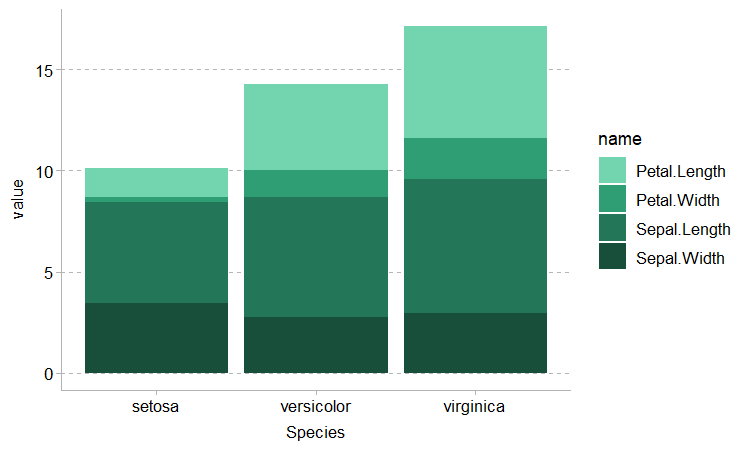 value
15
10
5
0
setosa
versicolor
virginica
Species
name
Petal.Length
Petal.Width
Sepal.Length
Sepal.Width